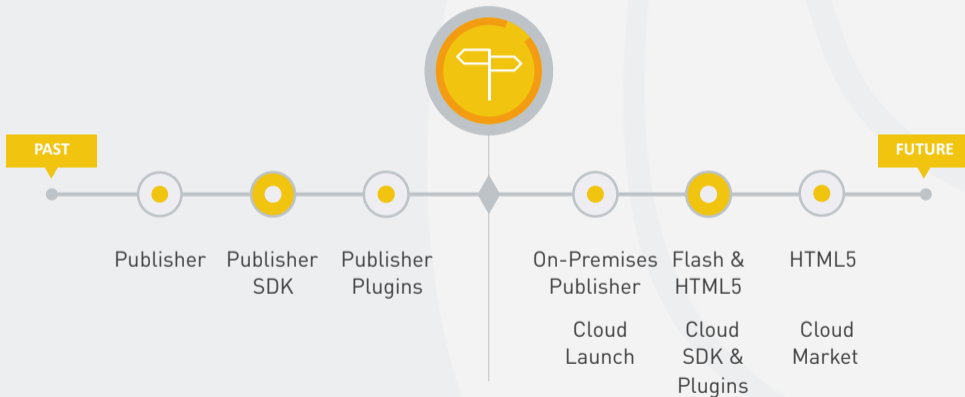 PAST
FUTURE
Publisher
Publisher
SDK
Publisher
Plugins
On-Premises
Publisher
Flash &
HTML5
HTML5
Cloud
Launch
Cloud
SDK &
Plugins
Cloud
Market